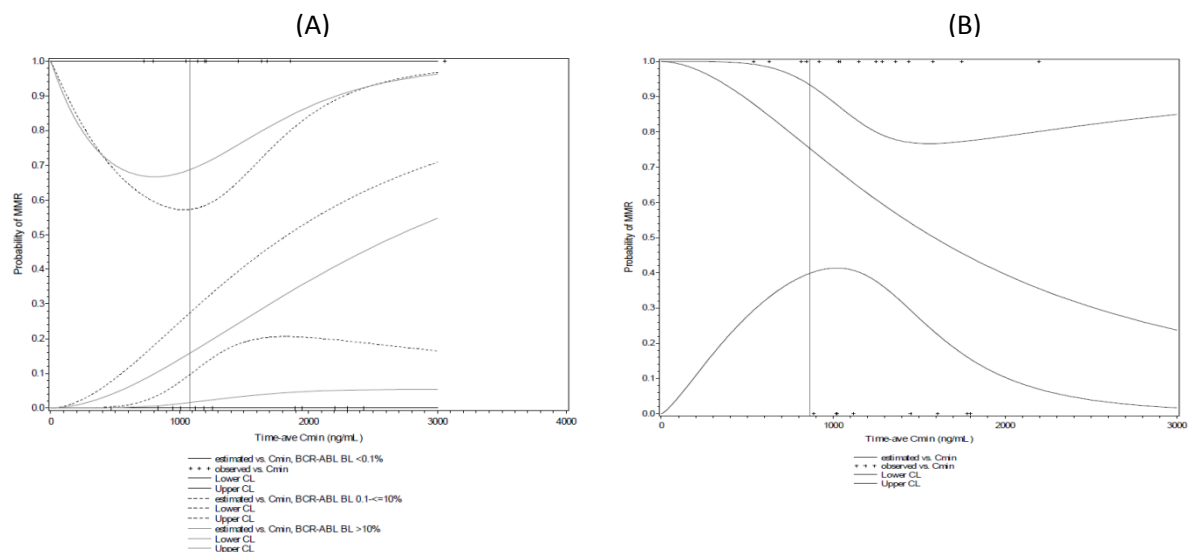 (A)
(B)
1.0
0.9
0.8
0.7
0.6
0.5
0.4
0.3
0.2
0.1
0.0
Probability of MMR
0
1000
2000
3000
4000
Time-ave Cmin (ng/mL)
estimated vs. Cmin, BCR-ABL BL <0.1%
+ + + observed vs. Cmin
Lower CL
Upper CL
estimated vs. Cmin, BCR-ABL BL 0.1-<=10%
Lower CL
Upper CL
estimated vs. Cmin, BCR-ABL BL >10%
Lower CL
Upper CL
1.0
0.9
0.8
0.7
0.6
0.5
0.4
0.3
0.2
0.1
0.0
Probability of MMR
0
1000
2000
3000
Time-ave Cmin (ng/mL)
estimated vs. Cmin
+ + + observed vs. Cmin
Lower CL
Upper CL